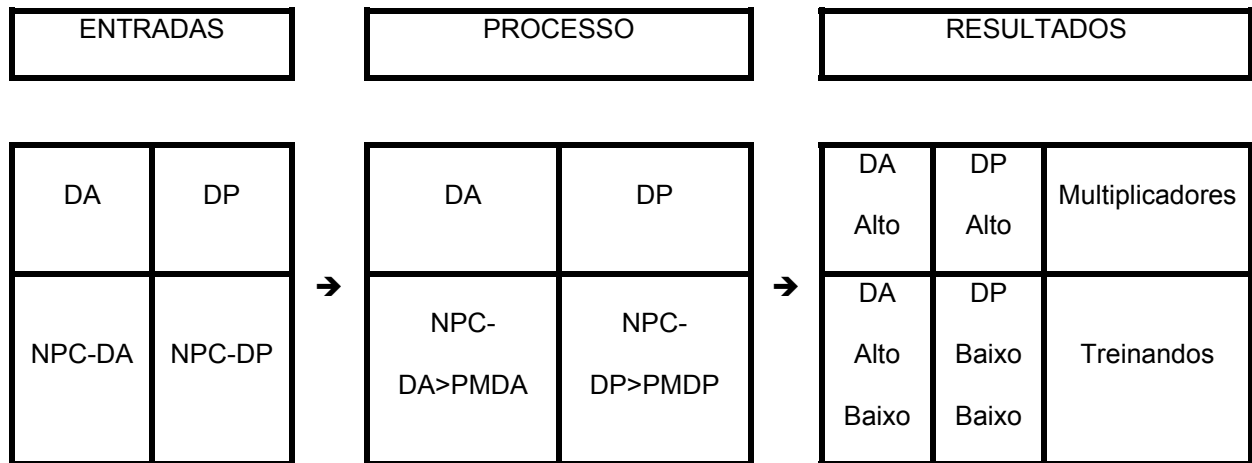 ENTRADAS
PROCESSO
RESULTADOS
DA
DP
NPC-DA
NPC-DP
➔
DA
DP
NPC-
DA>PMDA
NPC-
DP>PMDP
➔
DA
Alto
DP
Alto
Multiplicadores
DA
Alto
Baixo
DP
Baixo
Baixo
Treinandos